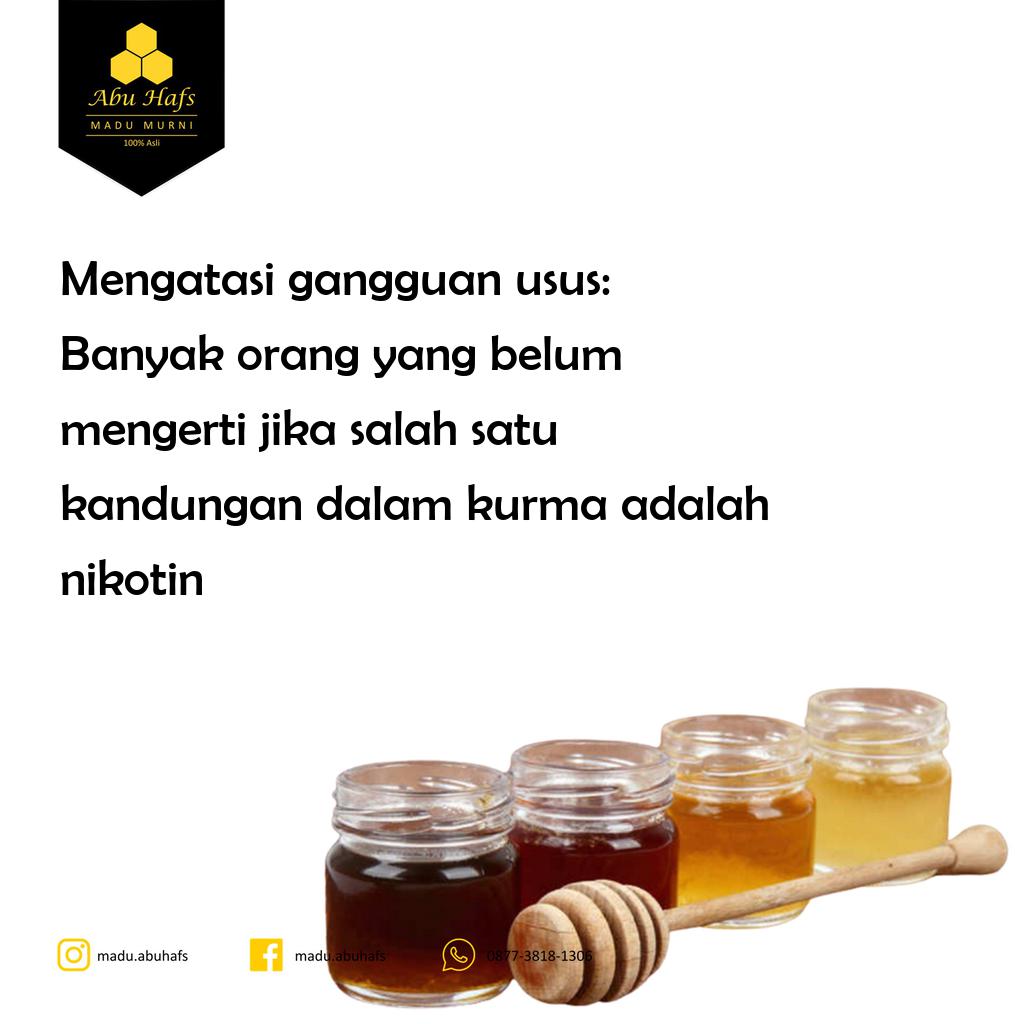 Abu Hafs
MADU MURNI
100% Asli
Mengatasi gangguan usus:
Banyak orang yang belum
mengerti jika salah satu
kandungan dalam kurma adalah
nikotin
madu.abuhafs
madu.abuhafs
0877-3818-1306